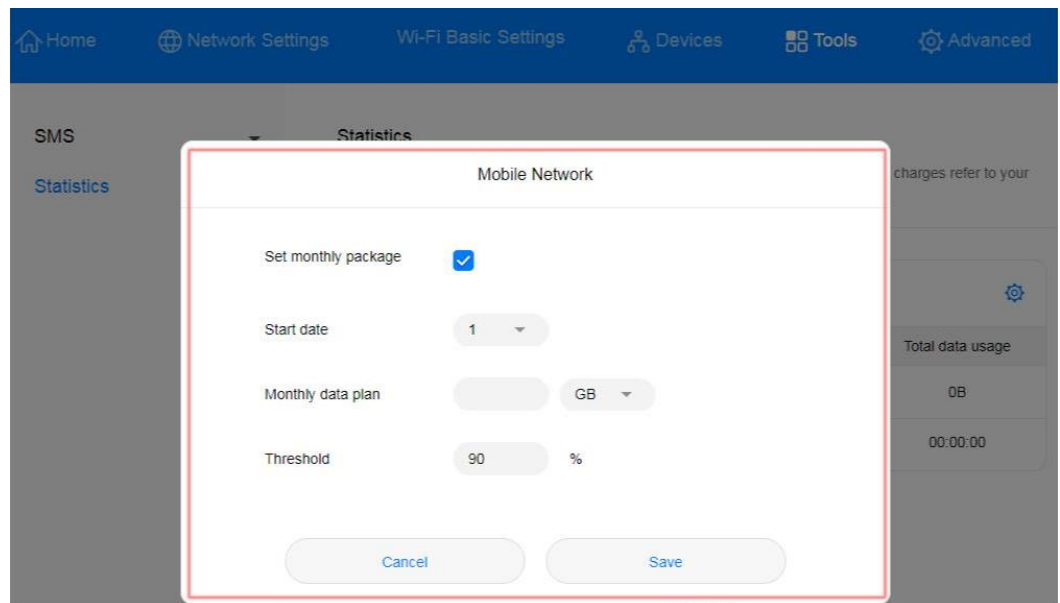 Home Network Settings Wi-Fi Basic Settings Devices Tools Advanced
SMS
Statistics
Statistics
charges refer to your
Total data usage
0B
00:00:00
Mobile Network
Set monthly package
Start date 1
Monthly data plan GB
Threshold 90 %
Cancel Save